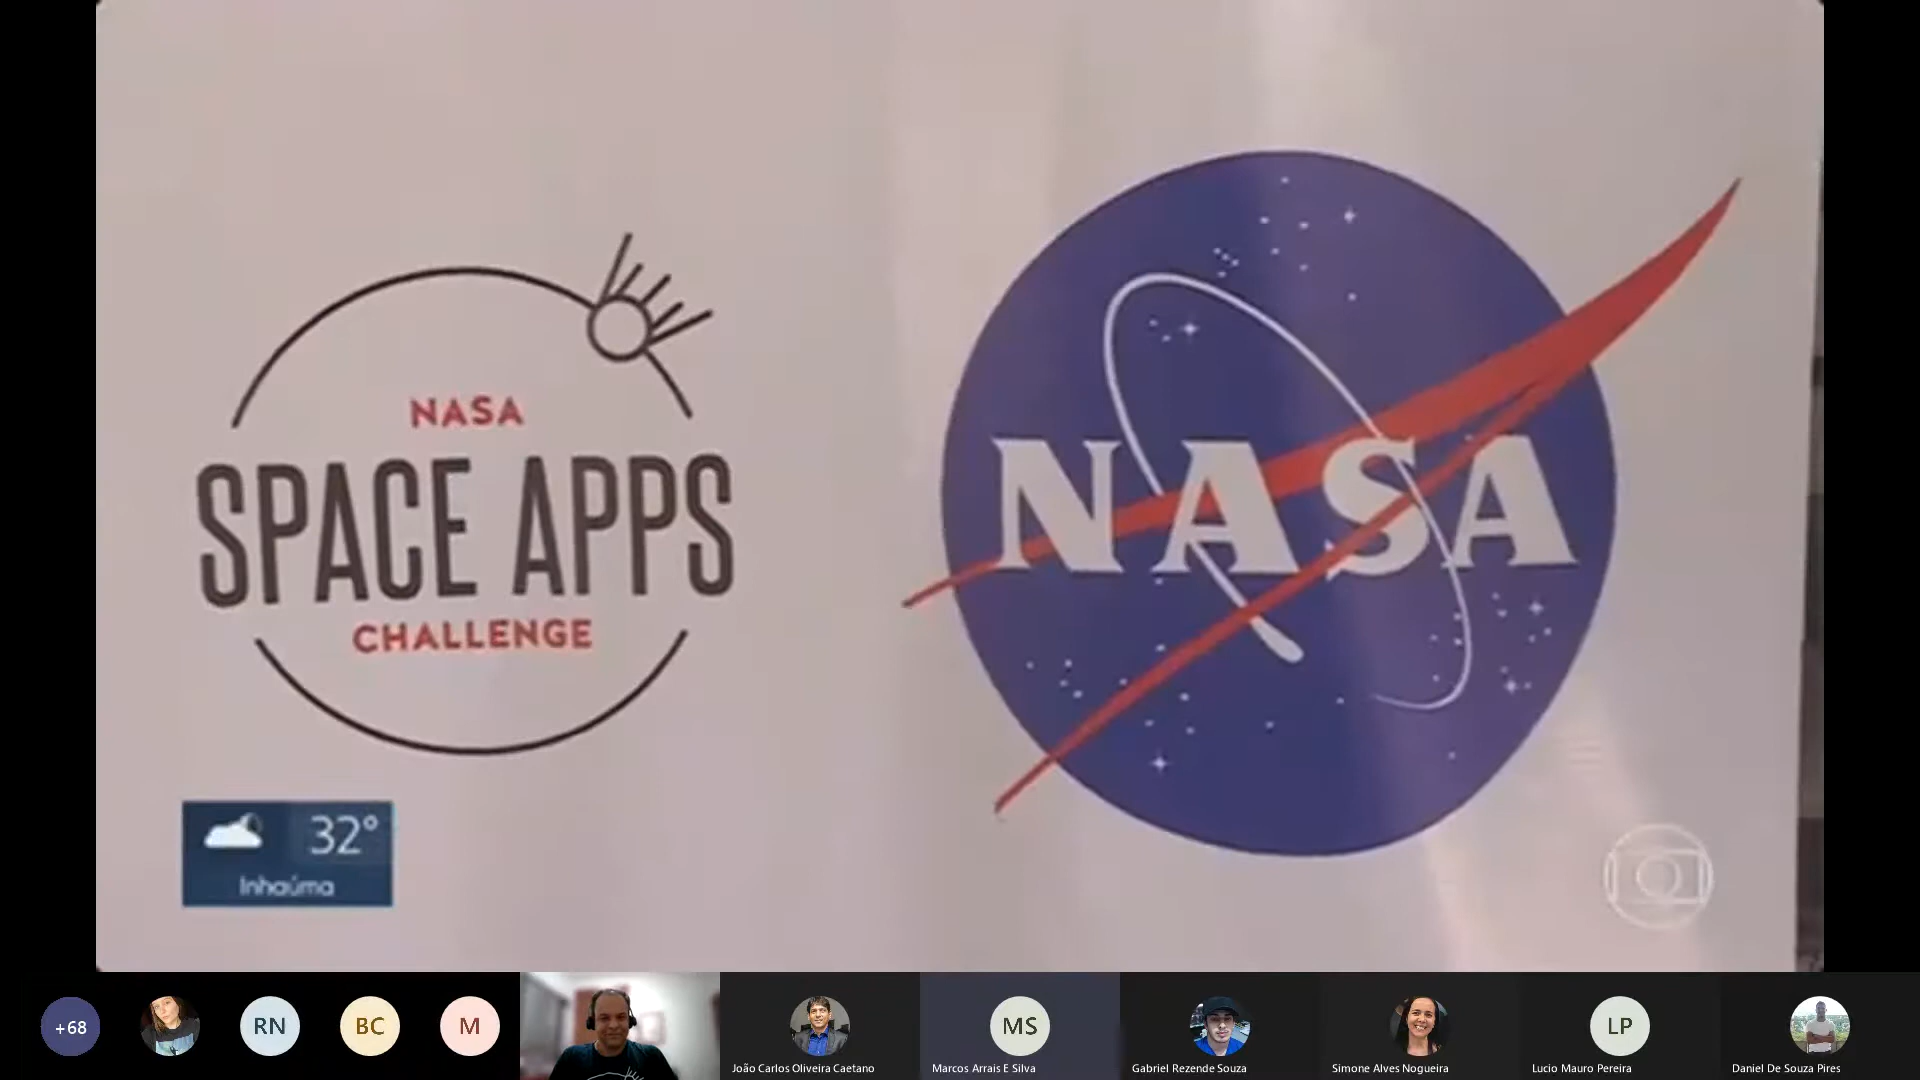 NASA
SPACE APPS
CHALLENGE
NASA
32°
Inhaúma
+68
RN
BC
M
João Carlos Oliveira Caetano
MS
Marcos Arrais E Silva
Gabriel Rezende Souza
Simone Alves Nogueira
LP
Lucio Mauro Pereira
Daniel De Souza Pires